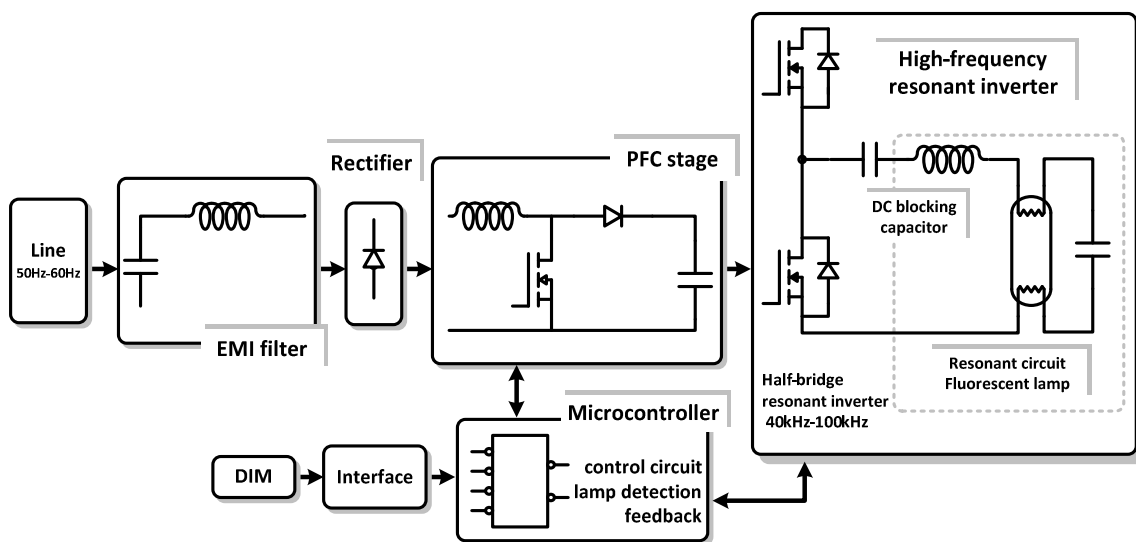 High-frequency
resonant inverter
Rectifier
PFC stage
DC blocking
capacitor
Line
50Hz-60Hz
EMI filter
Resonant circuit
Fluorescent lamp
Half-bridge
resonant inverter
40kHz-100kHz
Microcontroller
DIM
Interface
control circuit
lamp detection
feedback